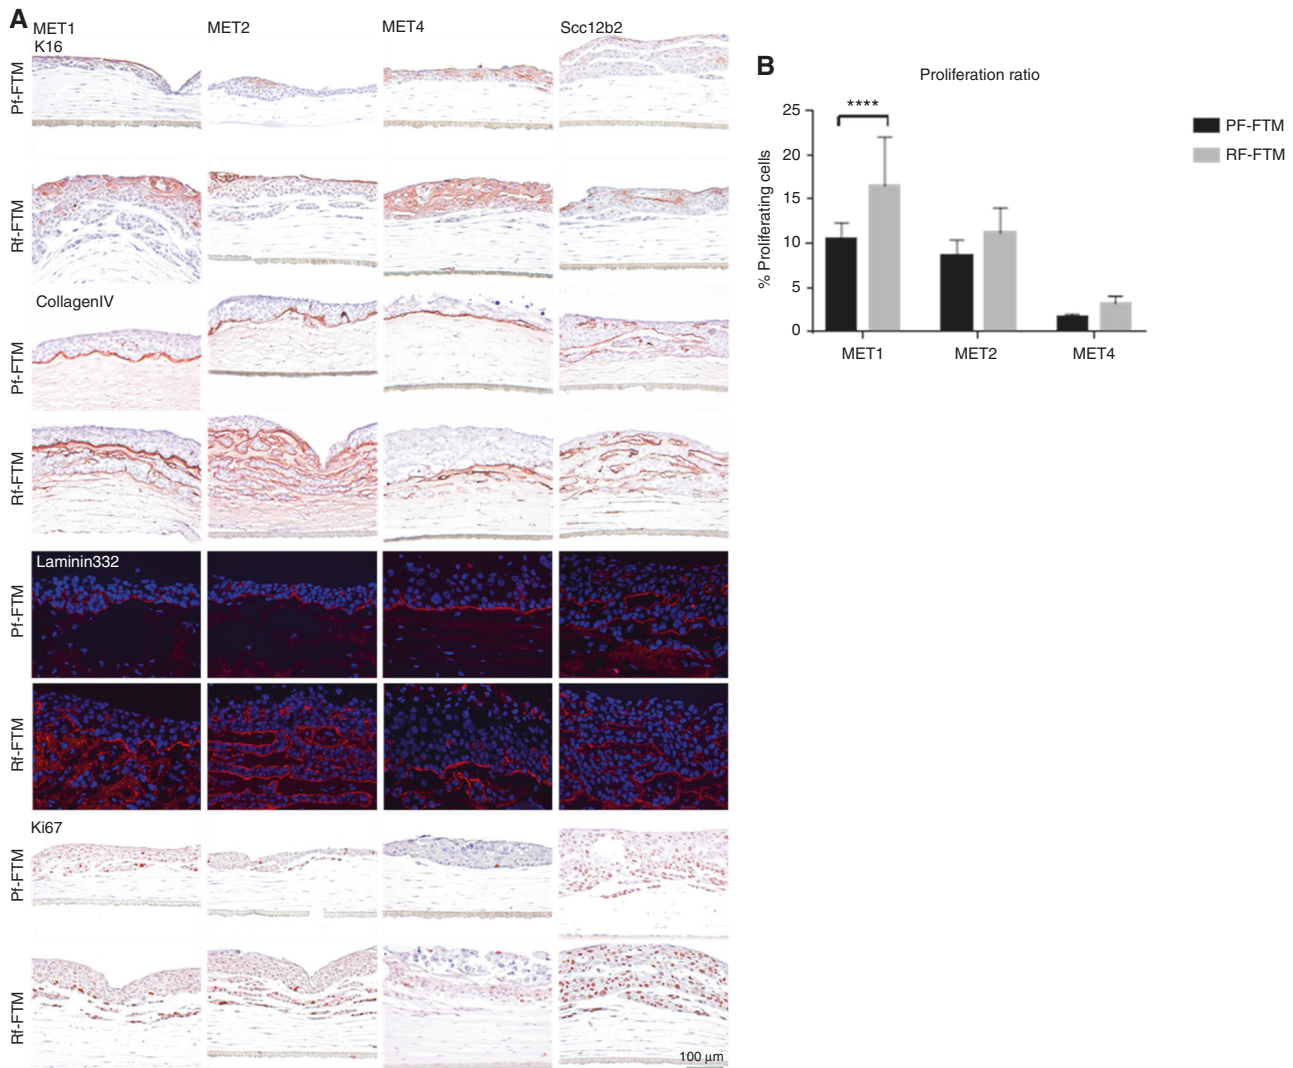 A
MET1
MET2
MET4
Scc12b2
K16
Pf-FTM
Rf-FTM
CollagenIV
Pf-FTM
Rf-FTM
Laminin332
Pf-FTM
Rf-FTM
Ki67
Pf-FTM
Rf-FTM
100 µm
B
Proliferation ratio
% Proliferating cells
25
20
15
10
5
0
****
MET1
MET2
MET4
PF-FTM
RF-FTM